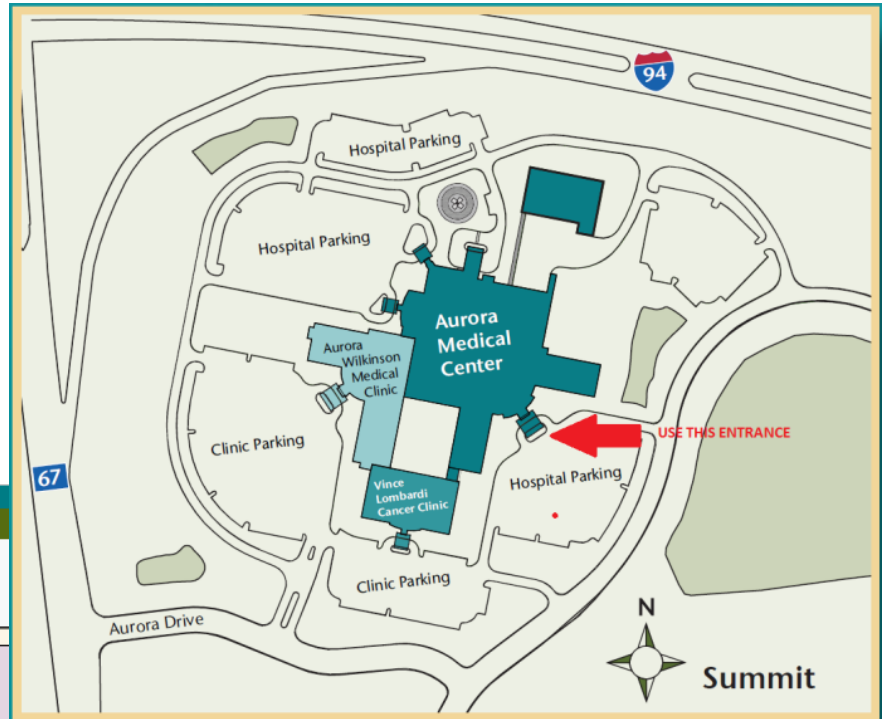 94
Hospital Parking
Hospital Parking
Aurora
Medical
Center
Aurora
Wilkinson
Medical
Clinic
USE THIS ENTRANCE
Clinic Parking
67
Vince
Lombardi
Cancer Clinic
Hospital Parking
Clinic Parking
Aurora Drive
N
Summit